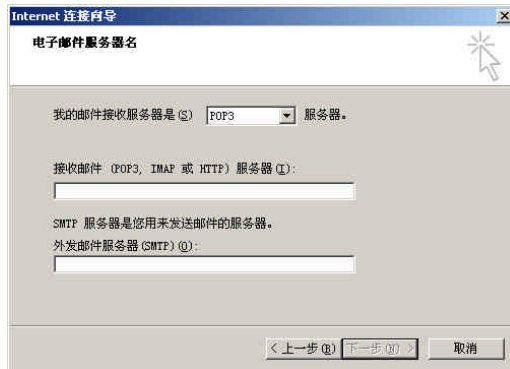 Internet 连接向导
电子邮件服务器名
我的邮件接收服务器是(S) POP3 服务器。
接收邮件 (POP3, IMAP 或 HTTP) 服务器(I):
SMTP 服务器是您用来发送邮件的服务器。
外发邮件服务器(SMTP)(O):
< 上一步(B) 下一步(N) > 取消